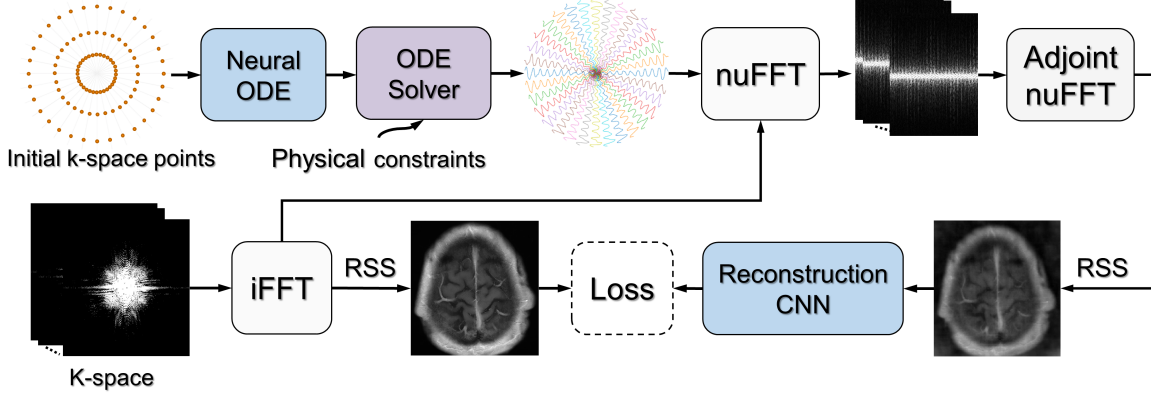 Neural
ODE
ODE
Solver
nuFFT
Adjoint
nuFFT
Initial k-space points
Physical constraints
iFFT
RSS
Loss
Reconstruction
CNN
RSS
K-space